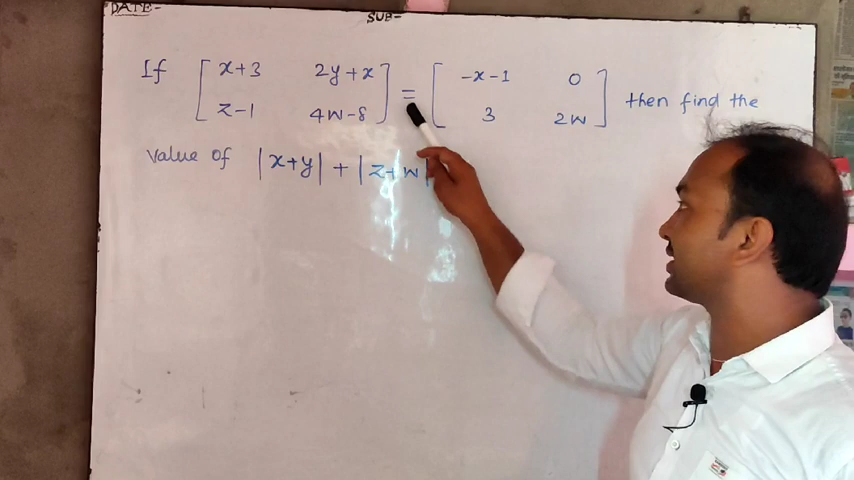 DATE-
SUB-
If [ x+3 2y+x ] = [ -x-1 0 ] then find the
[ z-1 4w-8 ] [ 3 2w ]
value of |x+y| + |z+w|